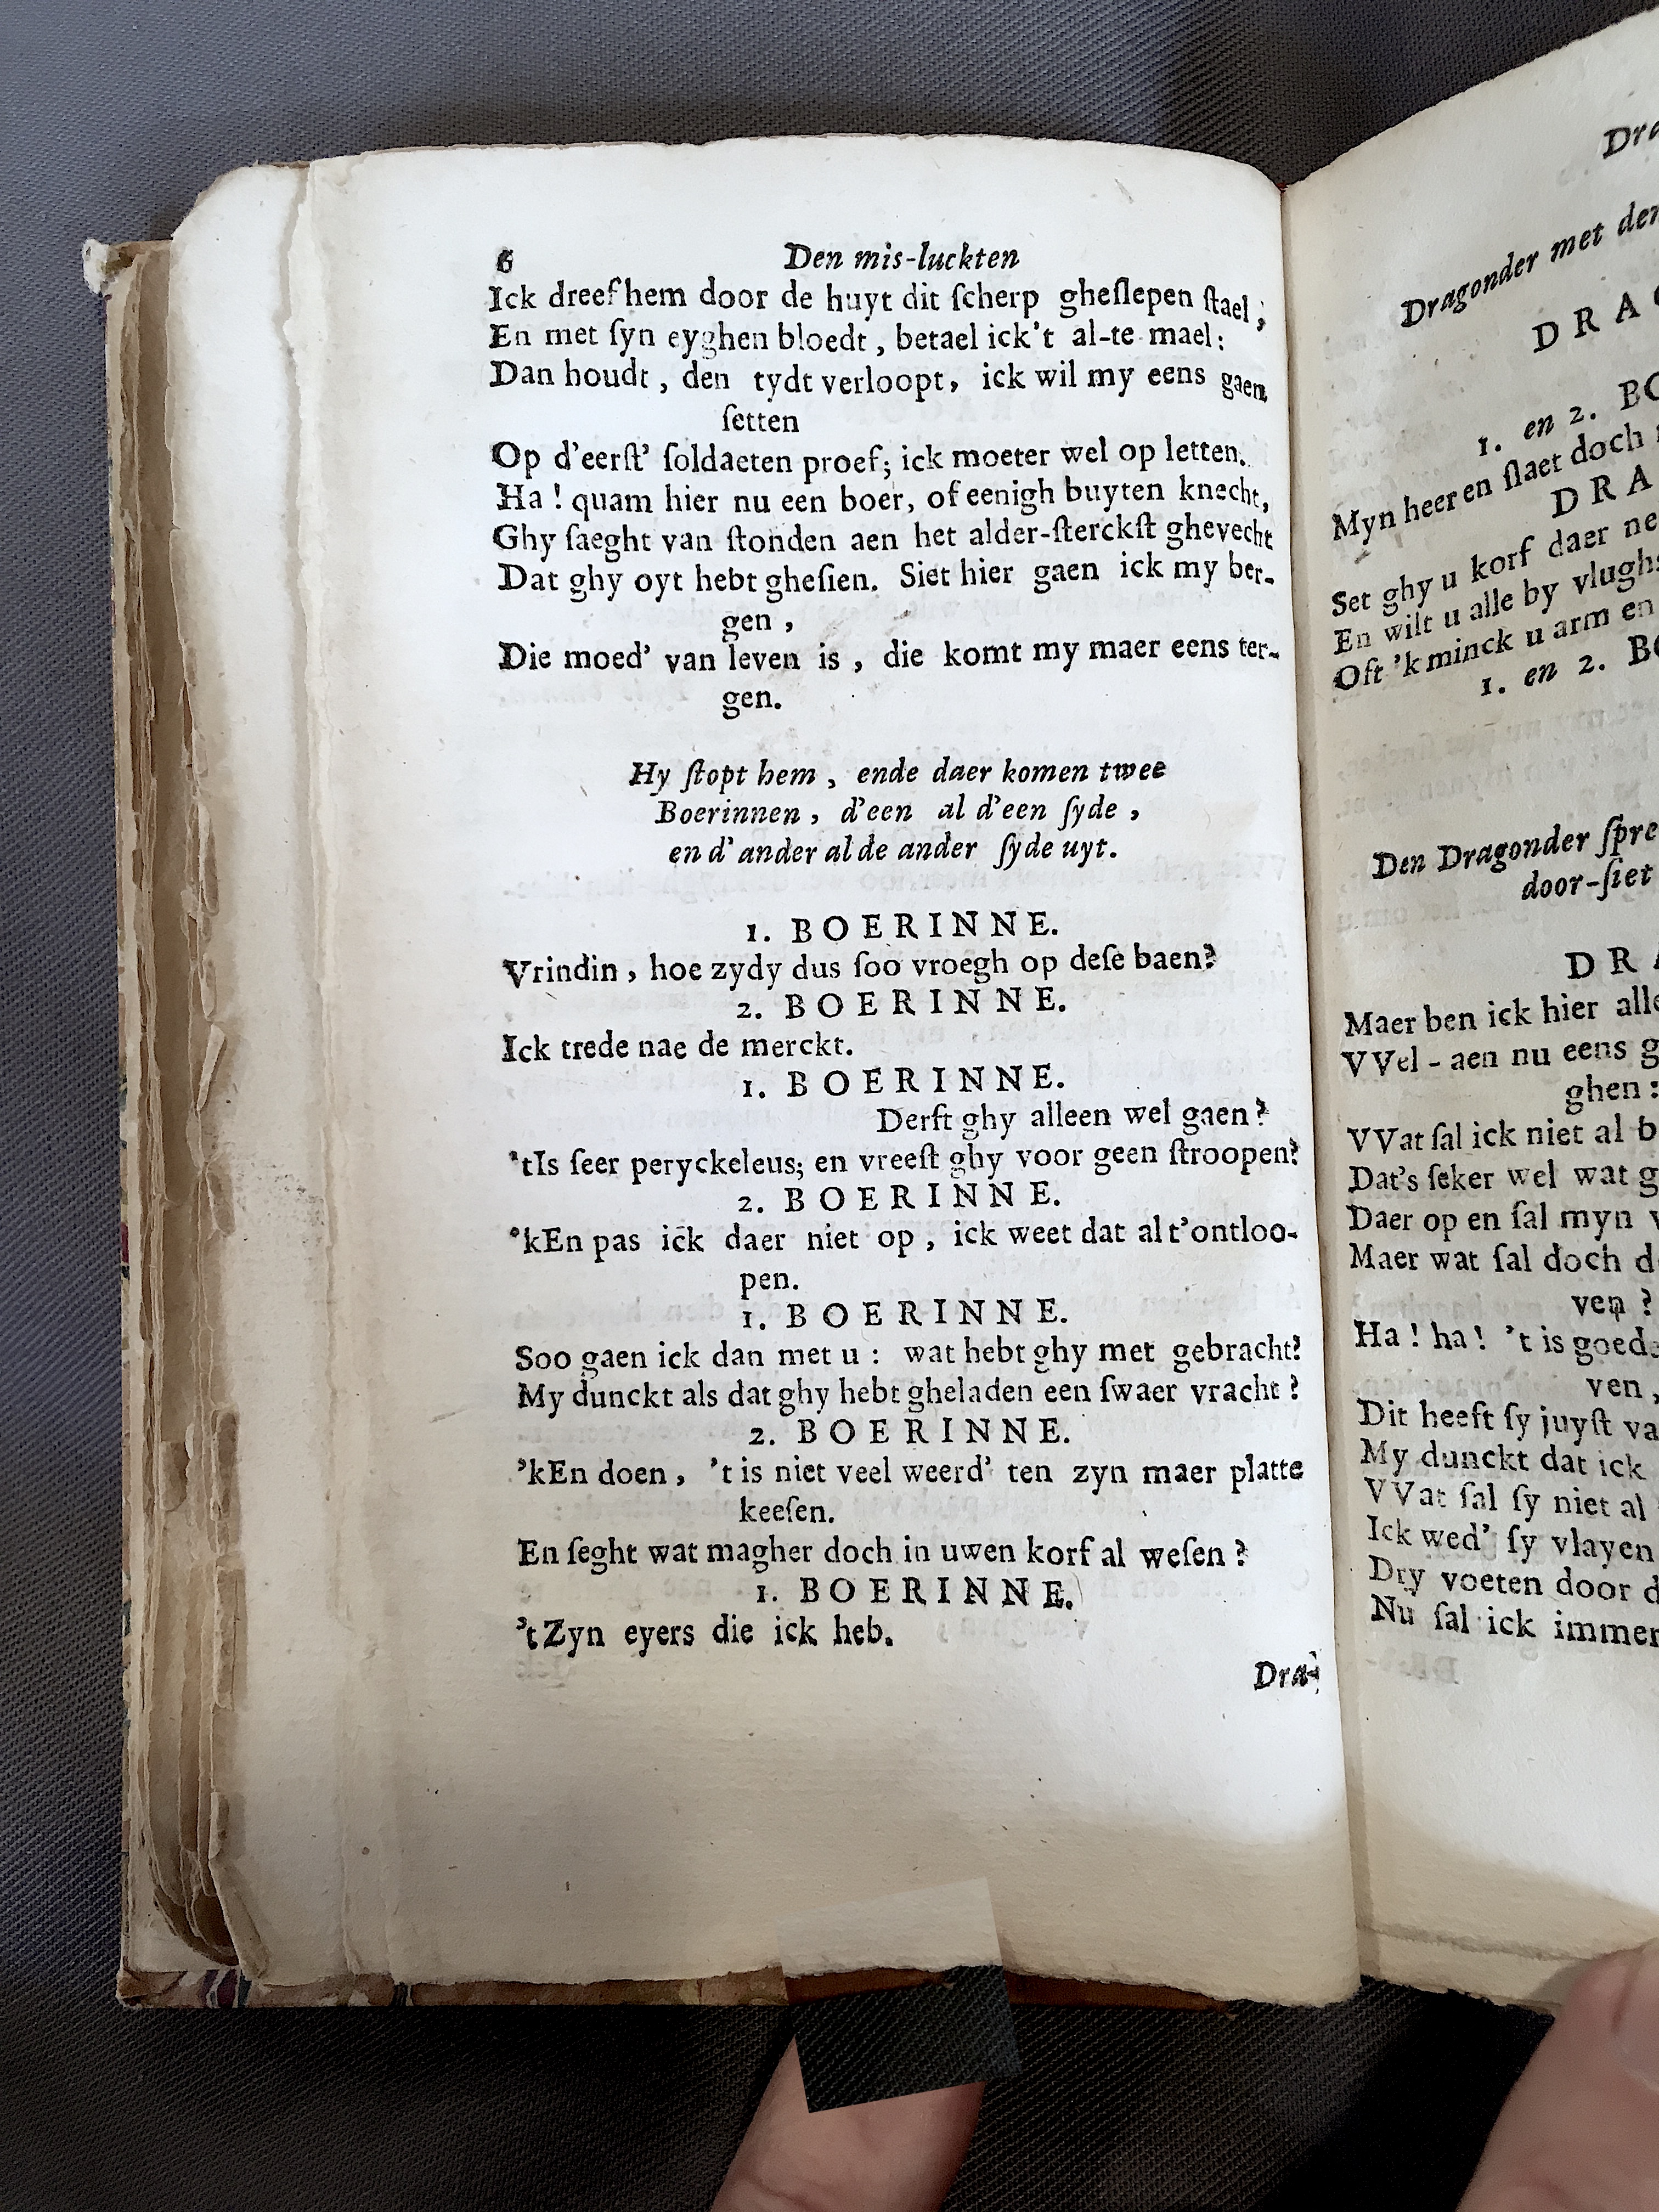 6 Den mis-luckten
Ick dreef hem door de huyt dit ſcherp gheſlepen ſtael,
En met ſyn eyghen bloedt, betael ick't al-te mael:
Dan houdt, den tydt verloopt, ick wil my eens gaen
ſetten
Op d'eerſt' ſoldaeten proef; ick moeter wel op letten.
Ha! quam hier nu een boer, of eenigh buyten knecht,
Ghy ſaeght van ſtonden aen het alder-ſterckſt ghevecht
Dat ghy oyt hebt gheſien. Siet hier gaen ick my ber-
gen,
Die moed' van leven is, die komt my maer eens ter-
gen.
Hy ſtopt hem, ende daer komen twee
Boerinnen, d'een al d'een ſyde,
en d'ander al de ander ſyde uyt.
1. BOERINNE.
Vrindin, hoe zydy dus ſoo vroegh op deſe baen?
2. BOERINNE.
Ick trede nae de merckt.
1. BOERINNE.
Derft ghy alleen wel gaen?
'tIs ſeer peryckeleus; en vreeſt ghy voor geen ſtroopen?
2. BOERINNE.
'kEn pas ick daer niet op, ick weet dat al t'ontloo-
pen.
1. BOERINNE.
Soo gaen ick dan met u: wat hebt ghy met gebracht?
My dunckt als dat ghy hebt gheladen een ſwaer vracht?
2. BOERINNE.
'kEn doen, 't is niet veel weerd' ten zyn maer platte
keeſen.
En ſeght wat magher doch in uwen korf al weſen?
1. BOERINNE.
'tZyn eyers die ick heb.
Dra-
Dragonder met
1. en 2.
Myn heer en ſlaet doch
Set ghy u korf daer
En wilt u alle by
Oft 'k minck u arm en
1. en 2.
Den Dragonder
door-ſiet
Maer ben ick hier
VVel-aen nu eens
ghen:
VVat ſal ick niet al
Dat's ſeker wel wat
Daer op en ſal myn
Maer wat ſal doch
ven?
Ha! ha! 't is
ven,
Dit heeft ſy juyſt
My dunckt dat ick
VVat ſal ſy niet al
Ick wed' ſy vlayen
Dry voeten door
Nu ſal ick